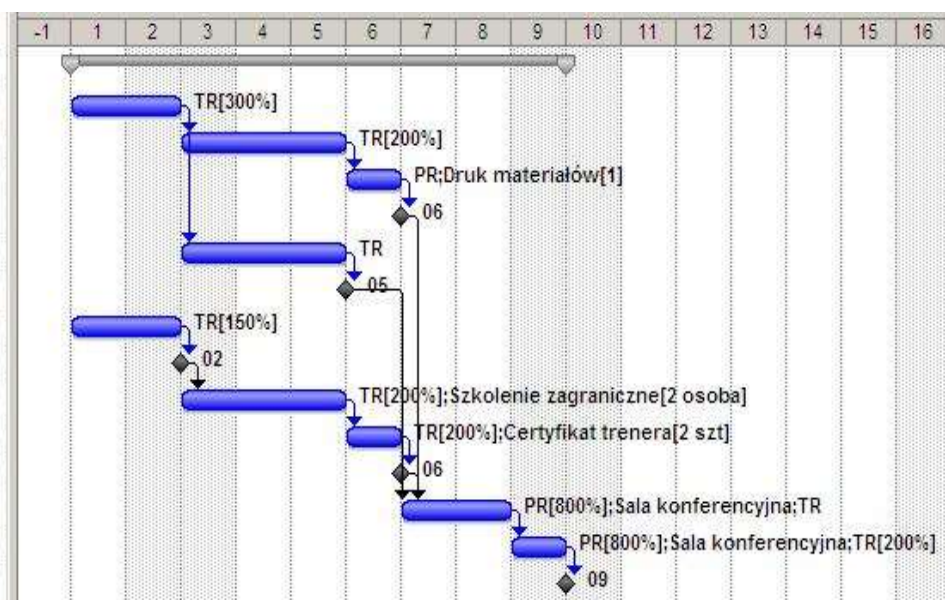 -1 1 2 3 4 5 6 7 8 9 10 11 12 13 14 15 16
TR[300%]
TR[200%]
PR;Druk materiałów[1]
06
TR
05
TR[150%]
02
TR[200%];Szkolenie zagraniczne[2 osoba]
TR[200%];Certyfikat trenera[2 szt]
06
PR[800%];Sala konferencyjna;TR
PR[800%];Sala konferencyjna;TR[200%]
09